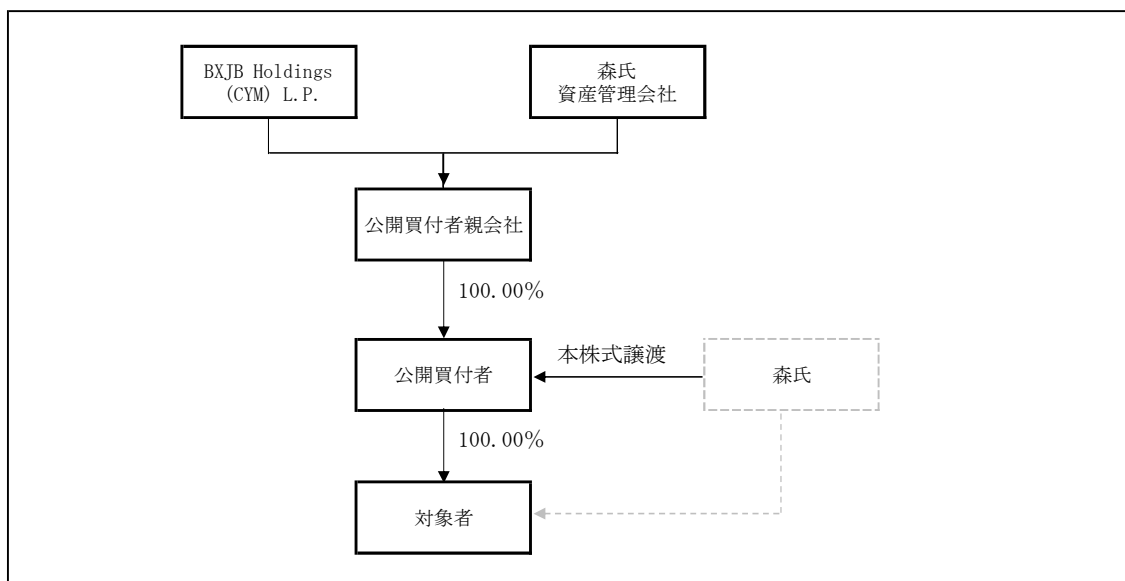 BXJB Holdings
(CYM) L.P.
森氏
資産管理会社
公開買付者親会社
100.00%
公開買付者
本株式譲渡
森氏
100.00%
対象者